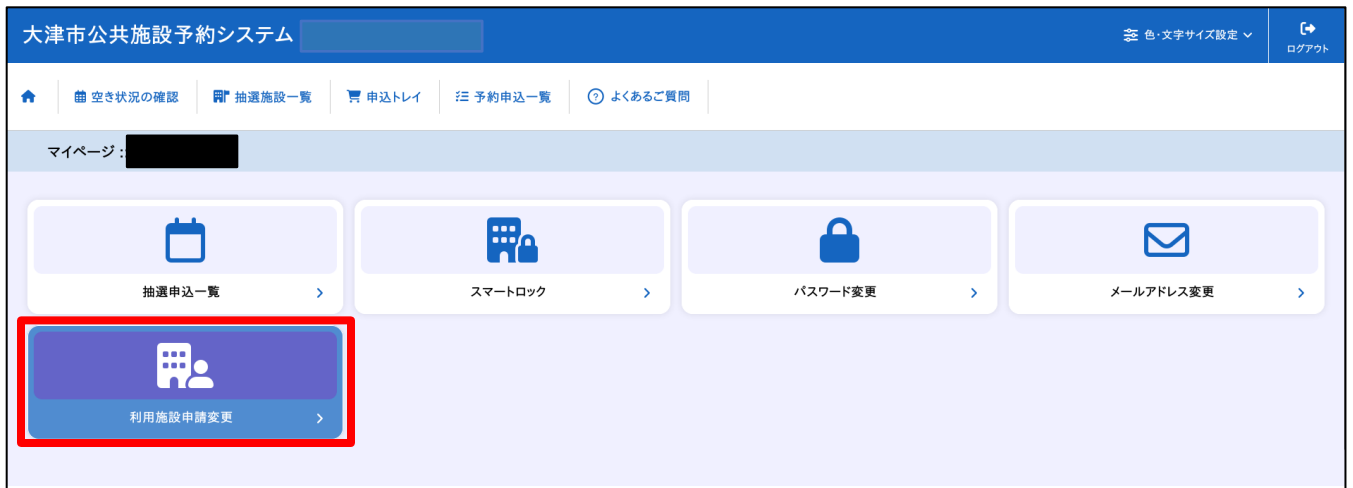 大津市公共施設予約システム
色・文字サイズ設定
ログアウト
空き状況の確認
抽選施設一覧
申込トレイ
予約申込一覧
よくあるご質問
マイページ :
抽選申込一覧
スマートロック
パスワード変更
メールアドレス変更
利用施設申請変更